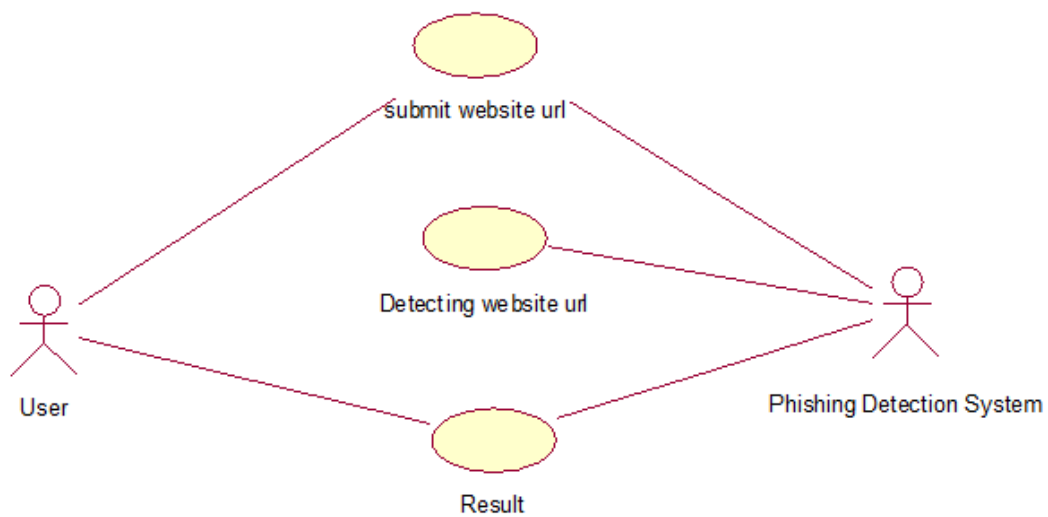 submit website url
Detecting website url
User
Phishing Detection System
Result